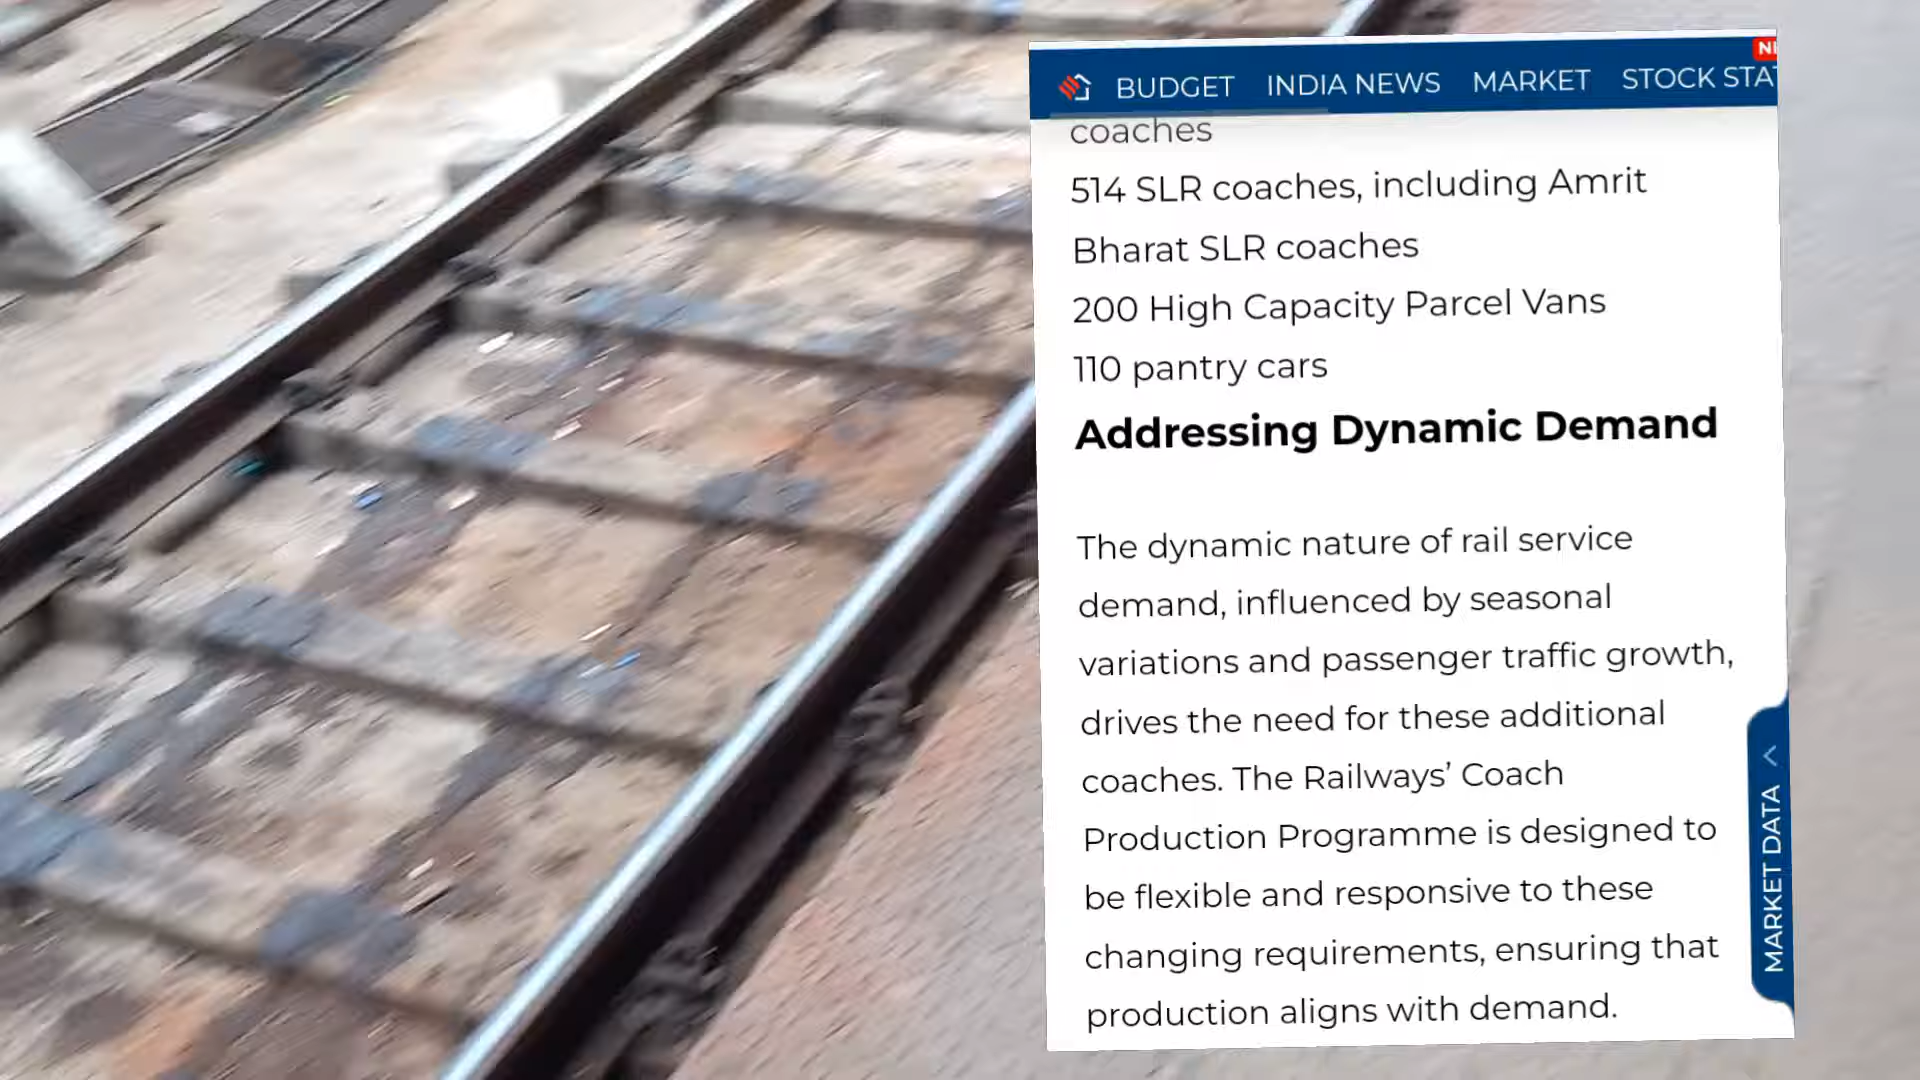 BUDGET INDIA NEWS MARKET STOCK STAT
coaches
514 SLR coaches, including Amrit
Bharat SLR coaches
200 High Capacity Parcel Vans
110 pantry cars
Addressing Dynamic Demand
The dynamic nature of rail service
demand, influenced by seasonal
variations and passenger traffic growth,
drives the need for these additional
coaches. The Railways’ Coach
Production Programme is designed to
be flexible and responsive to these
changing requirements, ensuring that
production aligns with demand.
MARKET DATA